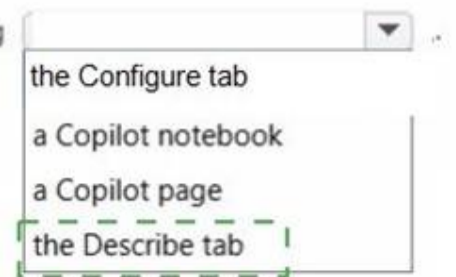 the Configure tab
a Copilot notebook
a Copilot page
the Describe tab